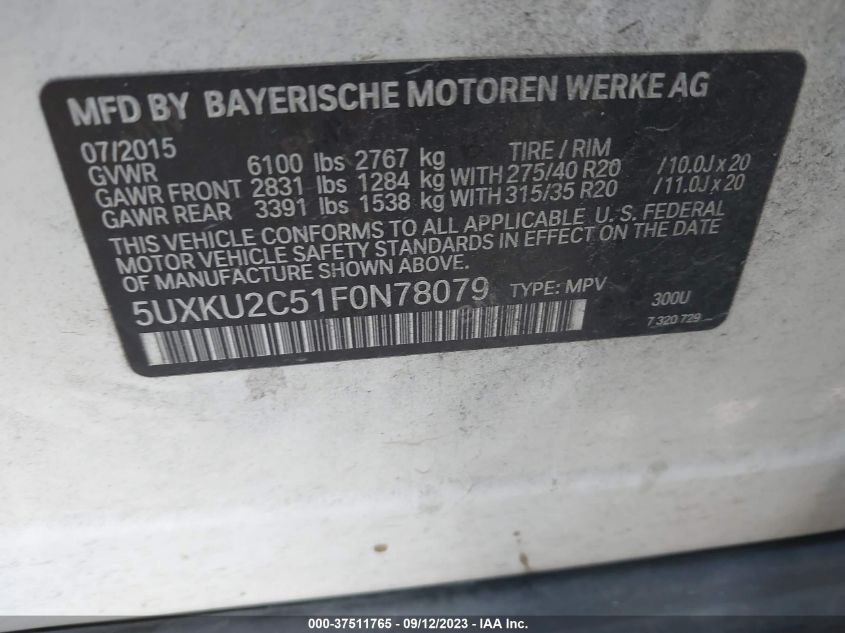 MFD BY BAYERISCHE MOTOREN WERKE AG
07/2015 TIRE / RIM
GVWR 6100 lbs 2767 kg
GAWR FRONT 2831 lbs 1284 kg WITH 275/40 R20 / 10.0J x 20
GAWR REAR 3391 lbs 1538 kg WITH 315/35 R20 / 11.0J x 20
THIS VEHICLE CONFORMS TO ALL APPLICABLE U. S. FEDERAL
MOTOR VEHICLE SAFETY STANDARDS IN EFFECT ON THE DATE
OF MANUFACTURE SHOWN ABOVE.
5UXKU2C51F0N78079 TYPE: MPV 300U
7 320 729
000-37511765 - 09/12/2023 - IAA Inc.